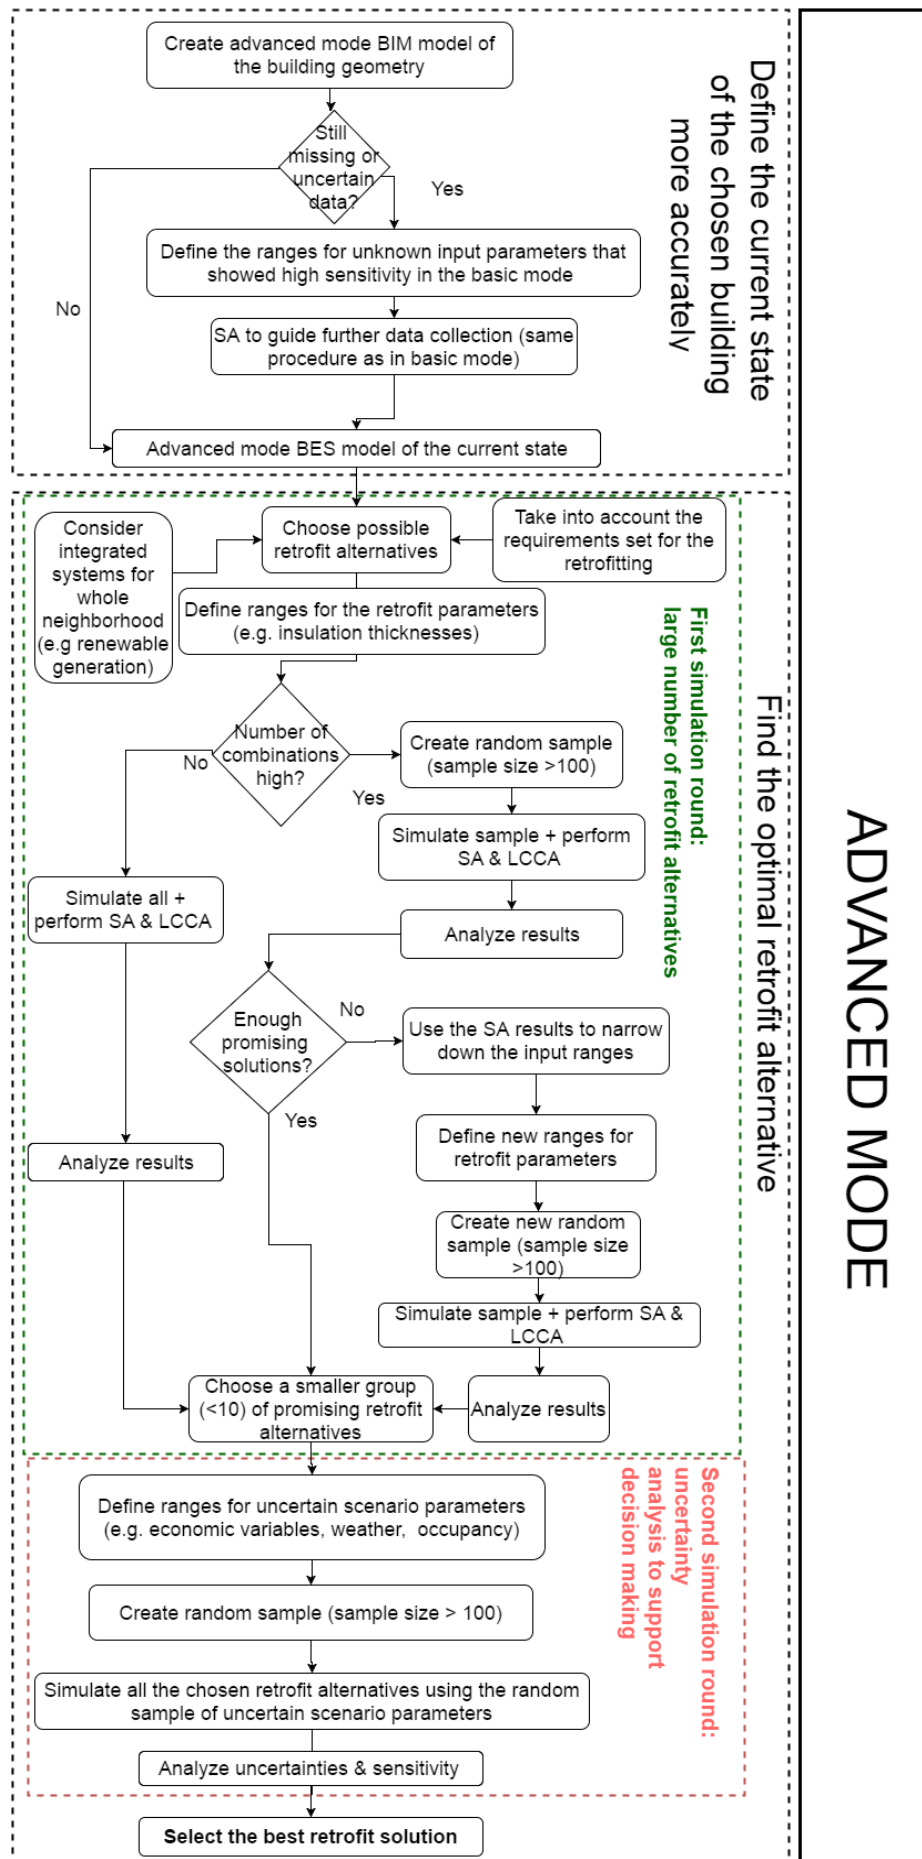 ADVANCED MODE
Define the current state
of the chosen building
more accurately
Create advanced mode BIM model of
the building geometry
Still
missing or
uncertain
data?
Yes
No
Define the ranges for unknown input parameters that
showed high sensitivity in the basic mode
SA to guide further data collection (same
procedure as in basic mode)
Advanced mode BES model of the current state
Find the optimal retrofit alternative
First simulation round:
large number of retrofit alternatives
Consider
integrated
systems for
whole
neighborhood
(e.g renewable
generation)
Choose possible
retrofit alternatives
Take into account the
requirements set for the
retrofitting
Define ranges for the retrofit parameters
(e.g. insulation thicknesses)
Number of
combinations
high?
No
Yes
Create random sample
(sample size >100)
Simulate sample + perform
SA & LCCA
Analyze results
Simulate all +
perform SA & LCCA
Analyze results
Enough
promising
solutions?
No
Yes
Use the SA results to narrow
down the input ranges
Define new ranges for
retrofit parameters
Create new random
sample (sample size
>100)
Simulate sample + perform SA &
LCCA
Analyze results
Choose a smaller group
(<10) of promising retrofit
alternatives
Second simulation round:
uncertainty
analysis to support
decision making
Define ranges for uncertain scenario parameters
(e.g. economic variables, weather, occupancy)
Create random sample (sample size > 100)
Simulate all the chosen retrofit alternatives using the random
sample of uncertain scenario parameters
Analyze uncertainties & sensitivity
Select the best retrofit solution